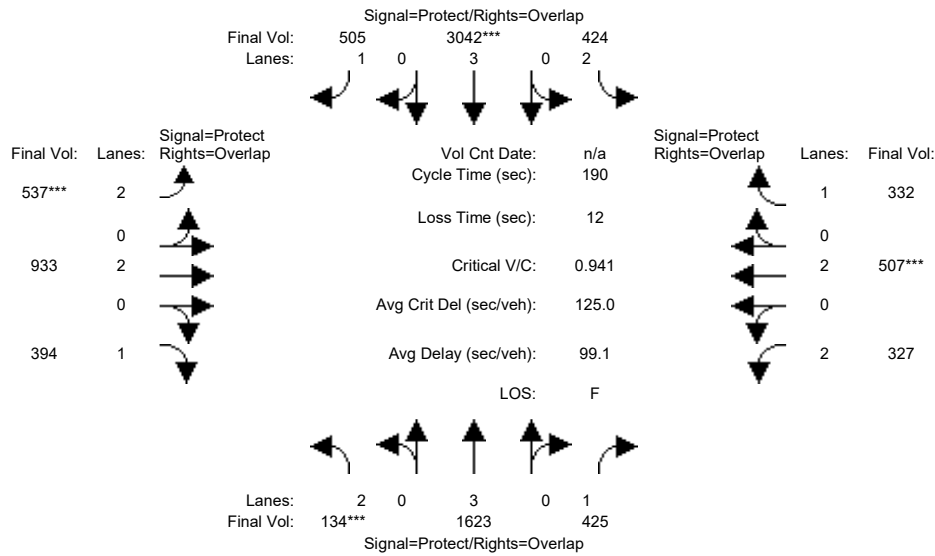 Signal=Protect/Rights=Overlap
Final Vol: 505 3042*** 424
Lanes: 1 0 3 0 2
Signal=Protect Signal=Protect
Final Vol: Lanes: Rights=Overlap Vol Cnt Date: n/a Rights=Overlap Lanes: Final Vol:
Cycle Time (sec): 190
537*** 2 1 332
Loss Time (sec): 12
0 0
933 2 Critical V/C: 0.941 2 507***
0 Avg Crit Del (sec/veh): 125.0 0
394 1 Avg Delay (sec/veh): 99.1 2 327
LOS: F
Lanes: 2 0 3 0 1
Final Vol: 134*** 1623 425
Signal=Protect/Rights=Overlap